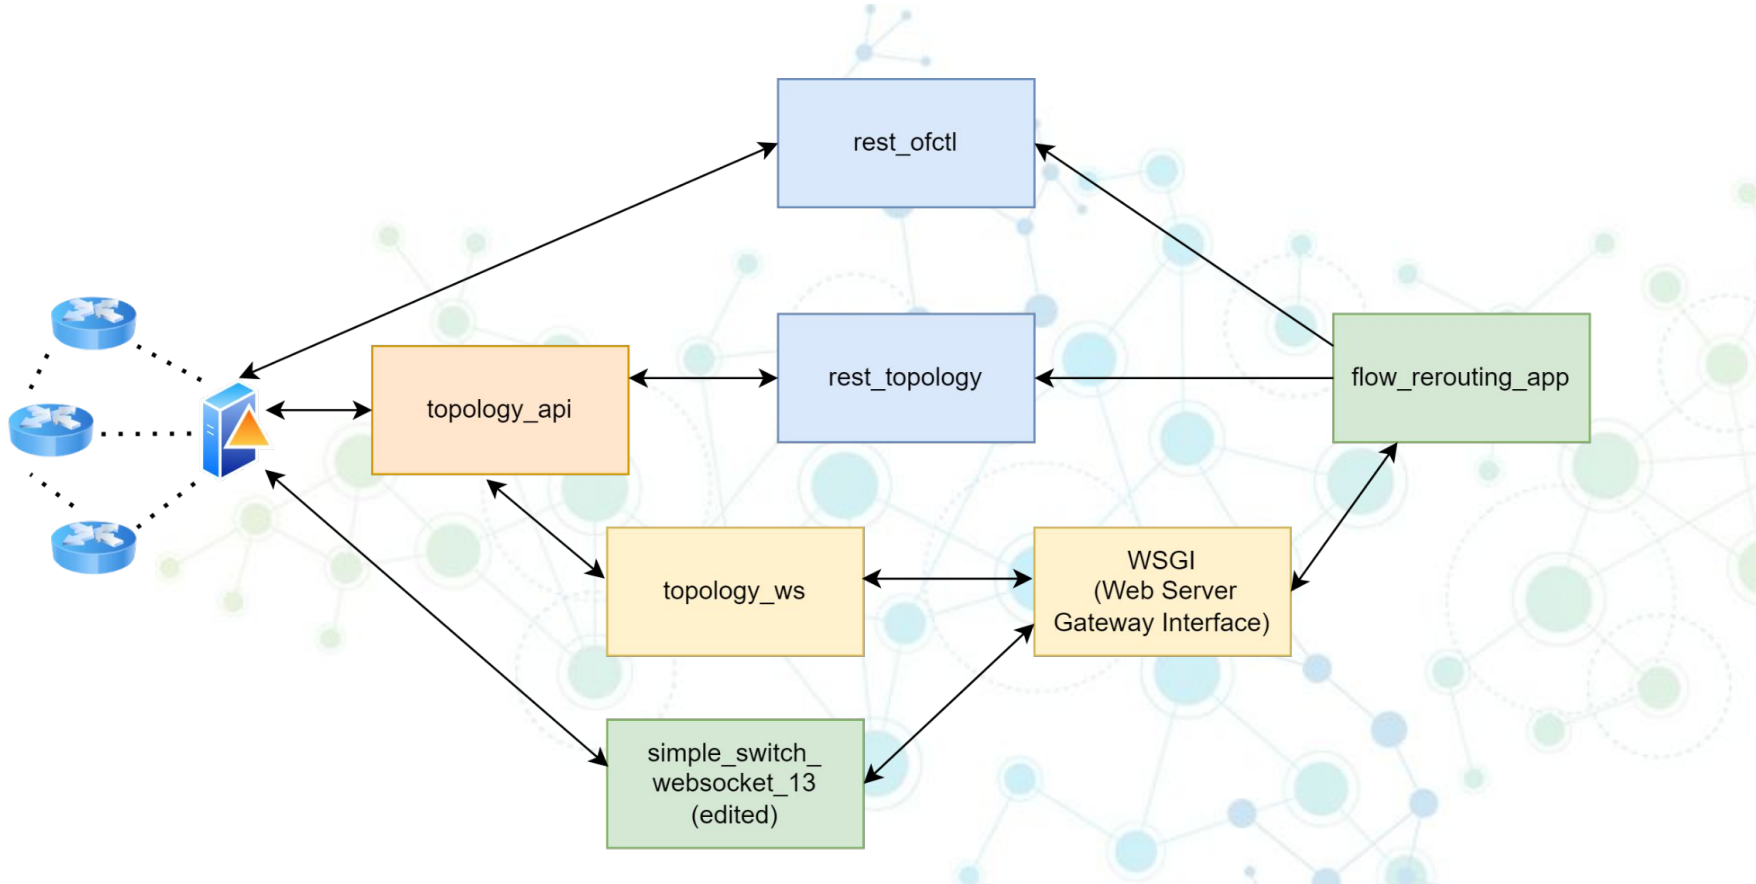 rest_ofctl
topology_api
rest_topology
flow_rerouting_app
topology_ws
WSGI
(Web Server
Gateway Interface)
simple_switch_
websocket_13
(edited)